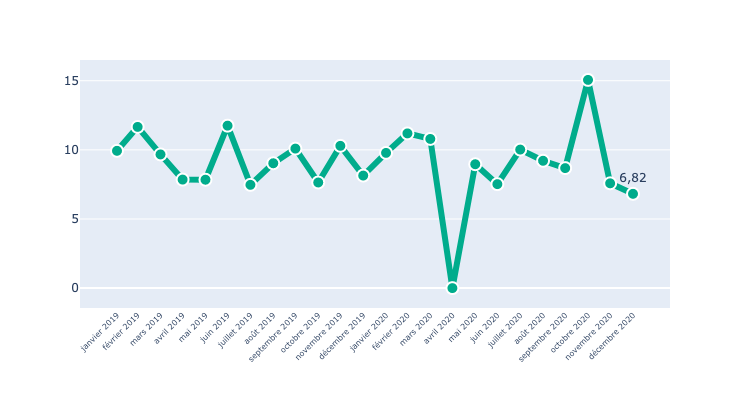 15
10
5
0
6,82
janvier 2019
février 2019
mars 2019
avril 2019
mai 2019
juin 2019
juillet 2019
août 2019
septembre 2019
octobre 2019
novembre 2019
décembre 2019
janvier 2020
février 2020
mars 2020
avril 2020
mai 2020
juin 2020
juillet 2020
août 2020
septembre 2020
octobre 2020
novembre 2020
décembre 2020